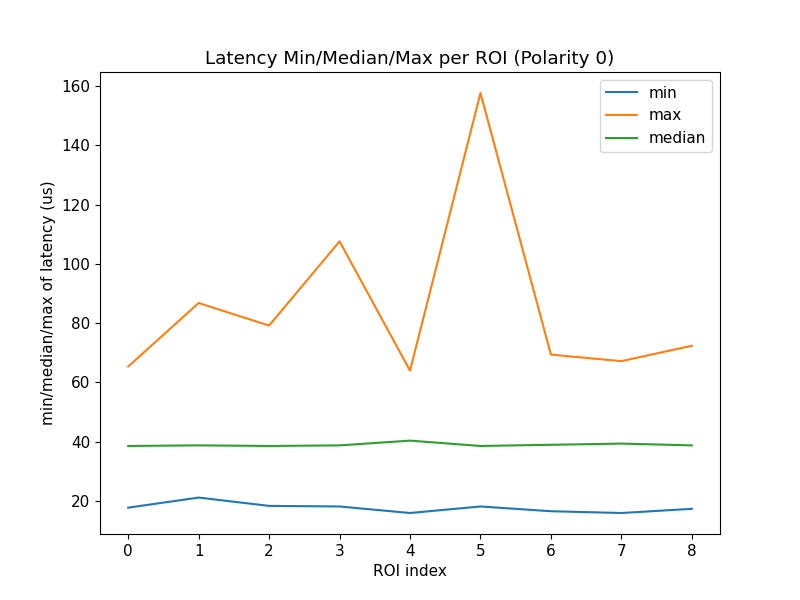 Latency Min/Median/Max per ROI (Polarity 0)
min
max
median
min/median/max of latency (us)
160
140
120
100
80
60
40
20
0 1 2 3 4 5 6 7 8
ROI index